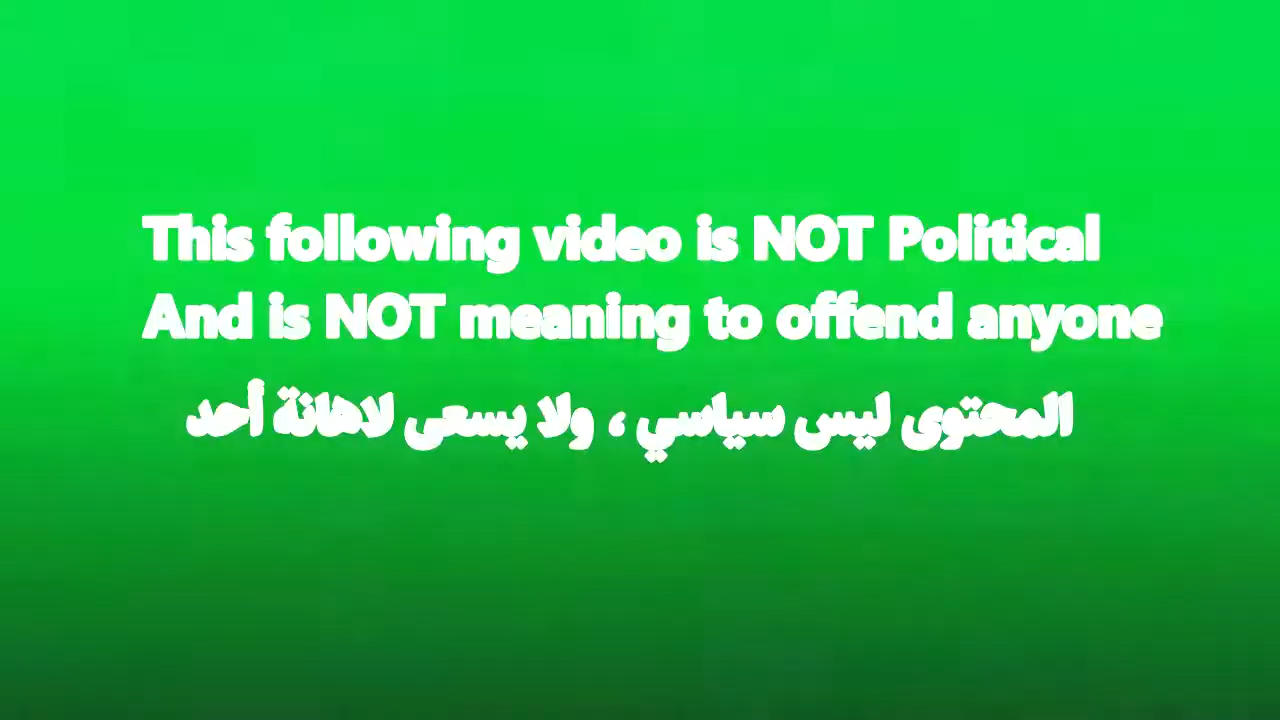 This following video is NOT Political
And is NOT meaning to offend anyone
المحتوى ليس سياسي ، ولا يسعى لاهانة أحد